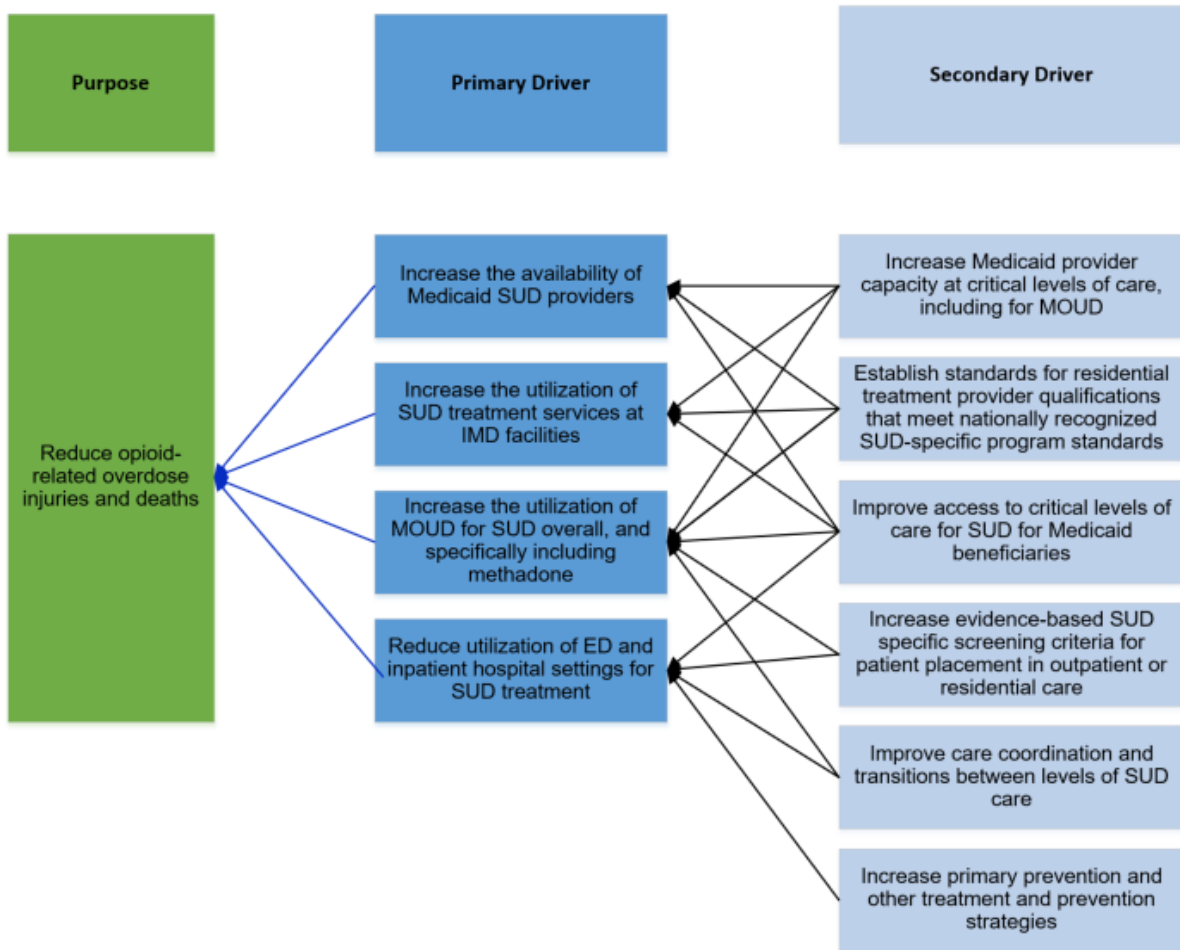 Purpose
Primary Driver
Secondary Driver
Reduce opioid-
related overdose
injuries and deaths
Increase the availability of
Medicaid SUD providers
Increase the utilization of
SUD treatment services at
IMD facilities
Increase the utilization of
MOUD for SUD overall, and
specifically including
methadone
Reduce utilization of ED and
inpatient hospital settings for
SUD treatment
Increase Medicaid provider
capacity at critical levels of care,
including for MOUD
Establish standards for residential
treatment provider qualifications
that meet nationally recognized
SUD-specific program standards
Improve access to critical levels
of care for SUD for Medicaid
beneficiaries
Increase evidence-based SUD
specific screening criteria for
patient placement in outpatient or
residential care
Improve care coordination and
transitions between levels of SUD
care
Increase primary prevention and
other treatment and prevention
strategies